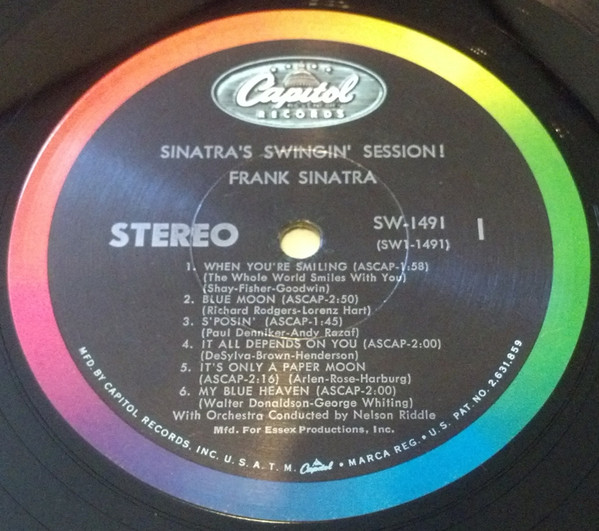 Capitol
RECORDS
SINATRA'S SWINGIN' SESSION!
FRANK SINATRA
STEREO
SW-1491
(SW1-1491)
1
1. WHEN YOU'RE SMILING (ASCAP-1:58)
(The Whole World Smiles With You)
(Shay-Fisher-Goodwin)
2. BLUE MOON (ASCAP-2:50)
(Richard Rodgers-Lorenz Hart)
3. S'POSIN' (ASCAP-1:45)
(Paul Denniker-Andy Razaf)
4. IT ALL DEPENDS ON YOU (ASCAP-2:00)
(DeSylva-Brown-Henderson)
5. IT'S ONLY A PAPER MOON
(ASCAP-2:16) (Arlen-Rose-Harburg)
6. MY BLUE HEAVEN (ASCAP-2:00)
(Walter Donaldson-George Whiting)
With Orchestra Conducted by Nelson Riddle
Mfd. For Essex Productions, Inc.
MFD. BY CAPITOL RECORDS, INC. U. S. A. T. M. Capitol • MARCA REG. • U. S. PAT. NO. 2,631,859